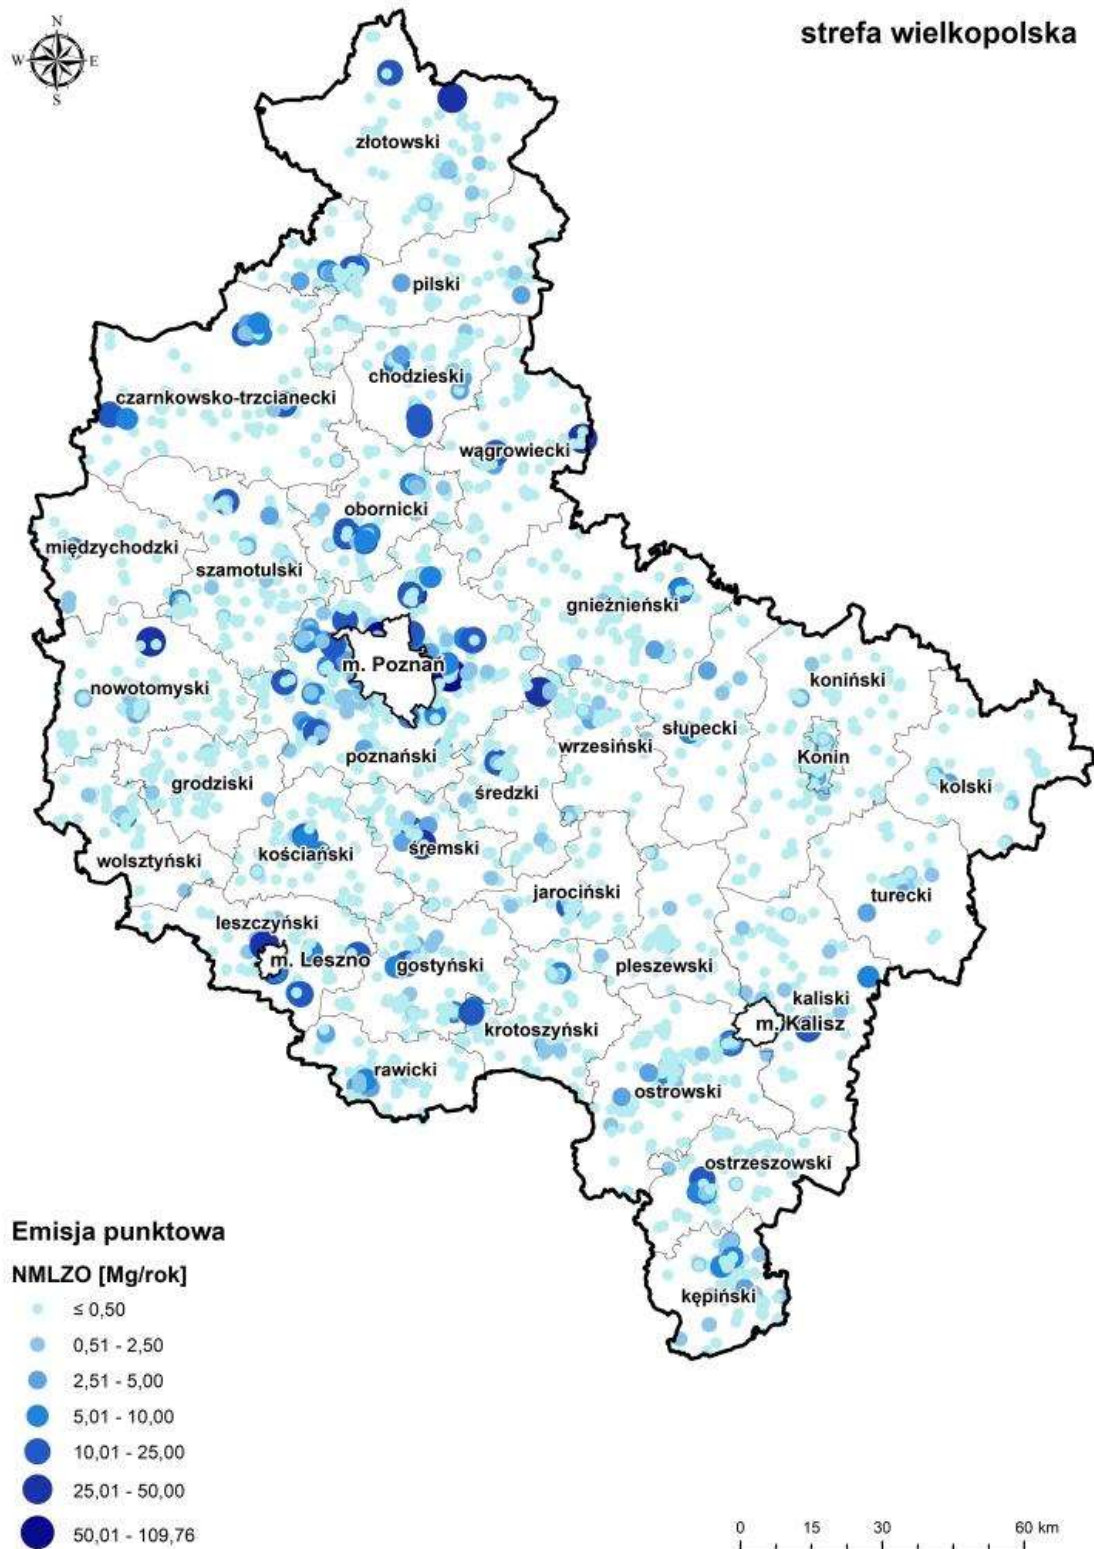 strefa wielkopolska
N
W
E
S
złotowski
pilski
chodzieski
czarnkowsko-trzcianecki
wągrowiecki
obornicki
międzychodzki
szamotulski
gnieźnieński
m. Poznań
nowotomyski
koniński
słupecki
wrzesiński
poznański
Konin
grodziski
średzki
kolski
śremski
kościański
wolsztyński
jarociński
turecki
leszczyński
m. Leszno
gostyński
pleszewski
kaliski
m. Kalisz
krotoszyński
rawicki
ostrowski
ostrzeszowski
kępiński
Emisja punktowa
NMLZO [Mg/rok]
≤ 0,50
0,51 - 2,50
2,51 - 5,00
5,01 - 10,00
10,01 - 25,00
25,01 - 50,00
50,01 - 109,76
0 15 30 60 km